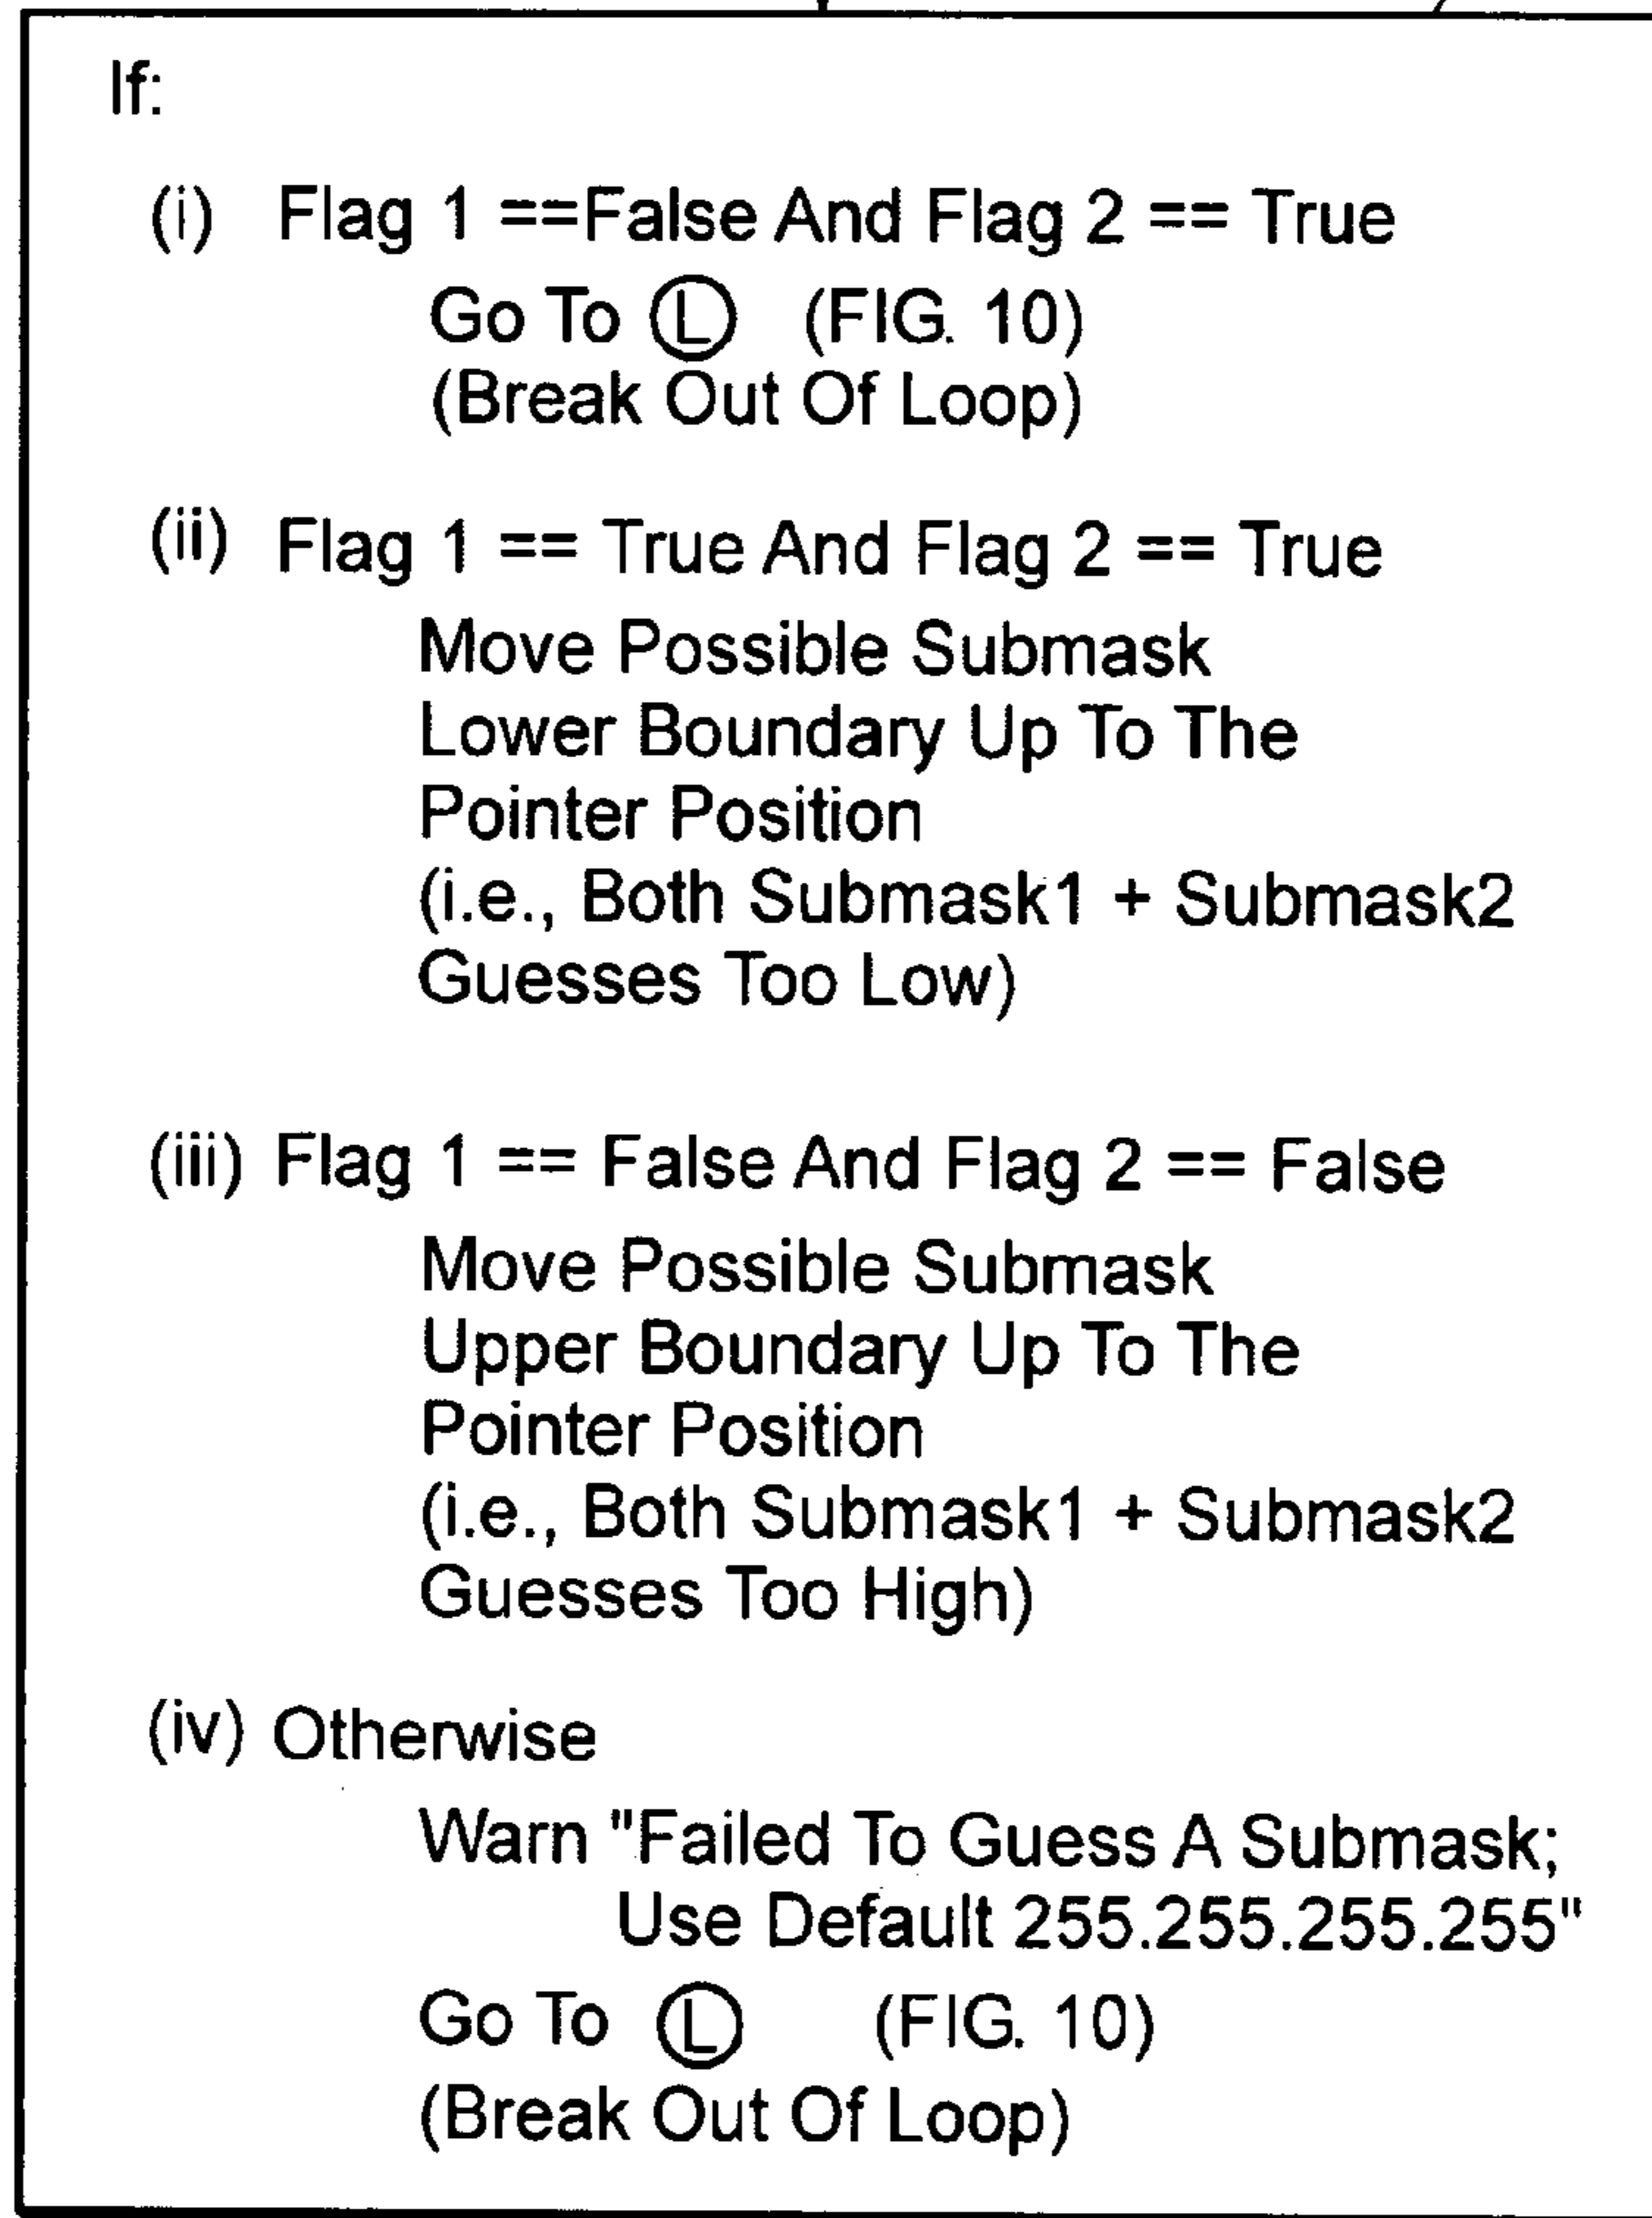 If:
(i) Flag 1 ==False And Flag 2 == True
Go To Ⓛ (FIG. 10)
(Break Out Of Loop)
(ii) Flag 1 == True And Flag 2 == True
Move Possible Submask
Lower Boundary Up To The
Pointer Position
(i.e., Both Submask1 + Submask2
Guesses Too Low)
(iii) Flag 1 == False And Flag 2 == False
Move Possible Submask
Upper Boundary Up To The
Pointer Position
(i.e., Both Submask1 + Submask2
Guesses Too High)
(iv) Otherwise
Warn "Failed To Guess A Submask;
Use Default 255.255.255.255"
Go To Ⓛ (FIG. 10)
(Break Out Of Loop)